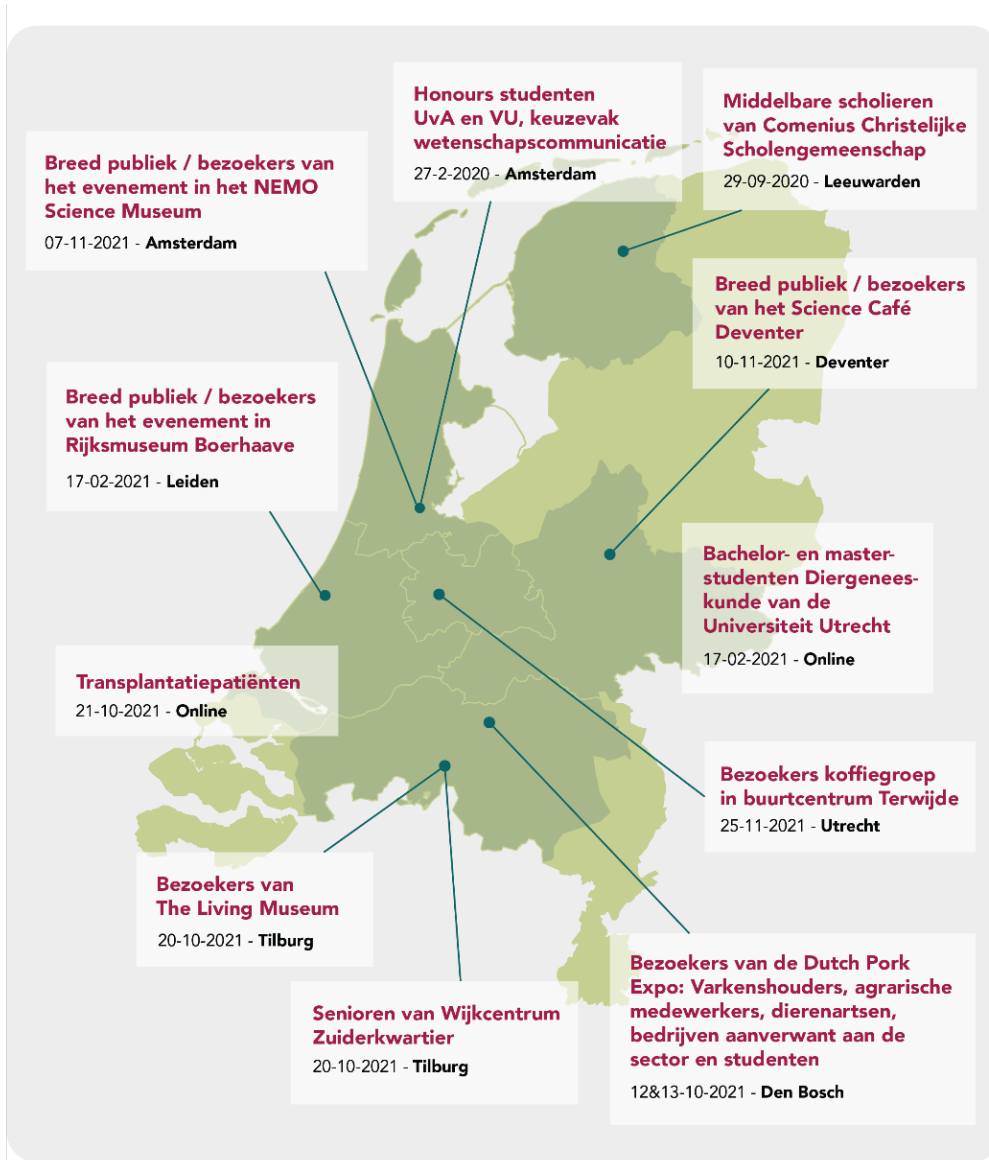 Honours studenten
UvA en VU, keuzevak
wetenschapscommunicatie
27-2-2020 - Amsterdam
Middelbare scholieren
van Comenius Christelijke
Scholengemeenschap
29-09-2020 - Leeuwarden
Breed publiek / bezoekers van
het evenement in het NEMO
Science Museum
07-11-2021 - Amsterdam
Breed publiek / bezoekers
van het Science Café
Deventer
10-11-2021 - Deventer
Breed publiek / bezoekers
van het evenement in
Rijksmuseum Boerhaave
17-02-2021 - Leiden
Bachelor- en master-
studenten Diergenees-
kunde van de
Universiteit Utrecht
17-02-2021 - Online
Transplantatiepatiënten
21-10-2021 - Online
Bezoekers koffiegroep
in buurtcentrum Terwijde
25-11-2021 - Utrecht
Bezoekers van
The Living Museum
20-10-2021 - Tilburg
Senioren van Wijkcentrum
Zuiderkwartier
20-10-2021 - Tilburg
Bezoekers van de Dutch Pork
Expo: Varkenshouders, agrarische
medewerkers, dierenartsen,
bedrijven aanverwant aan de
sector en studenten
12&13-10-2021 - Den Bosch